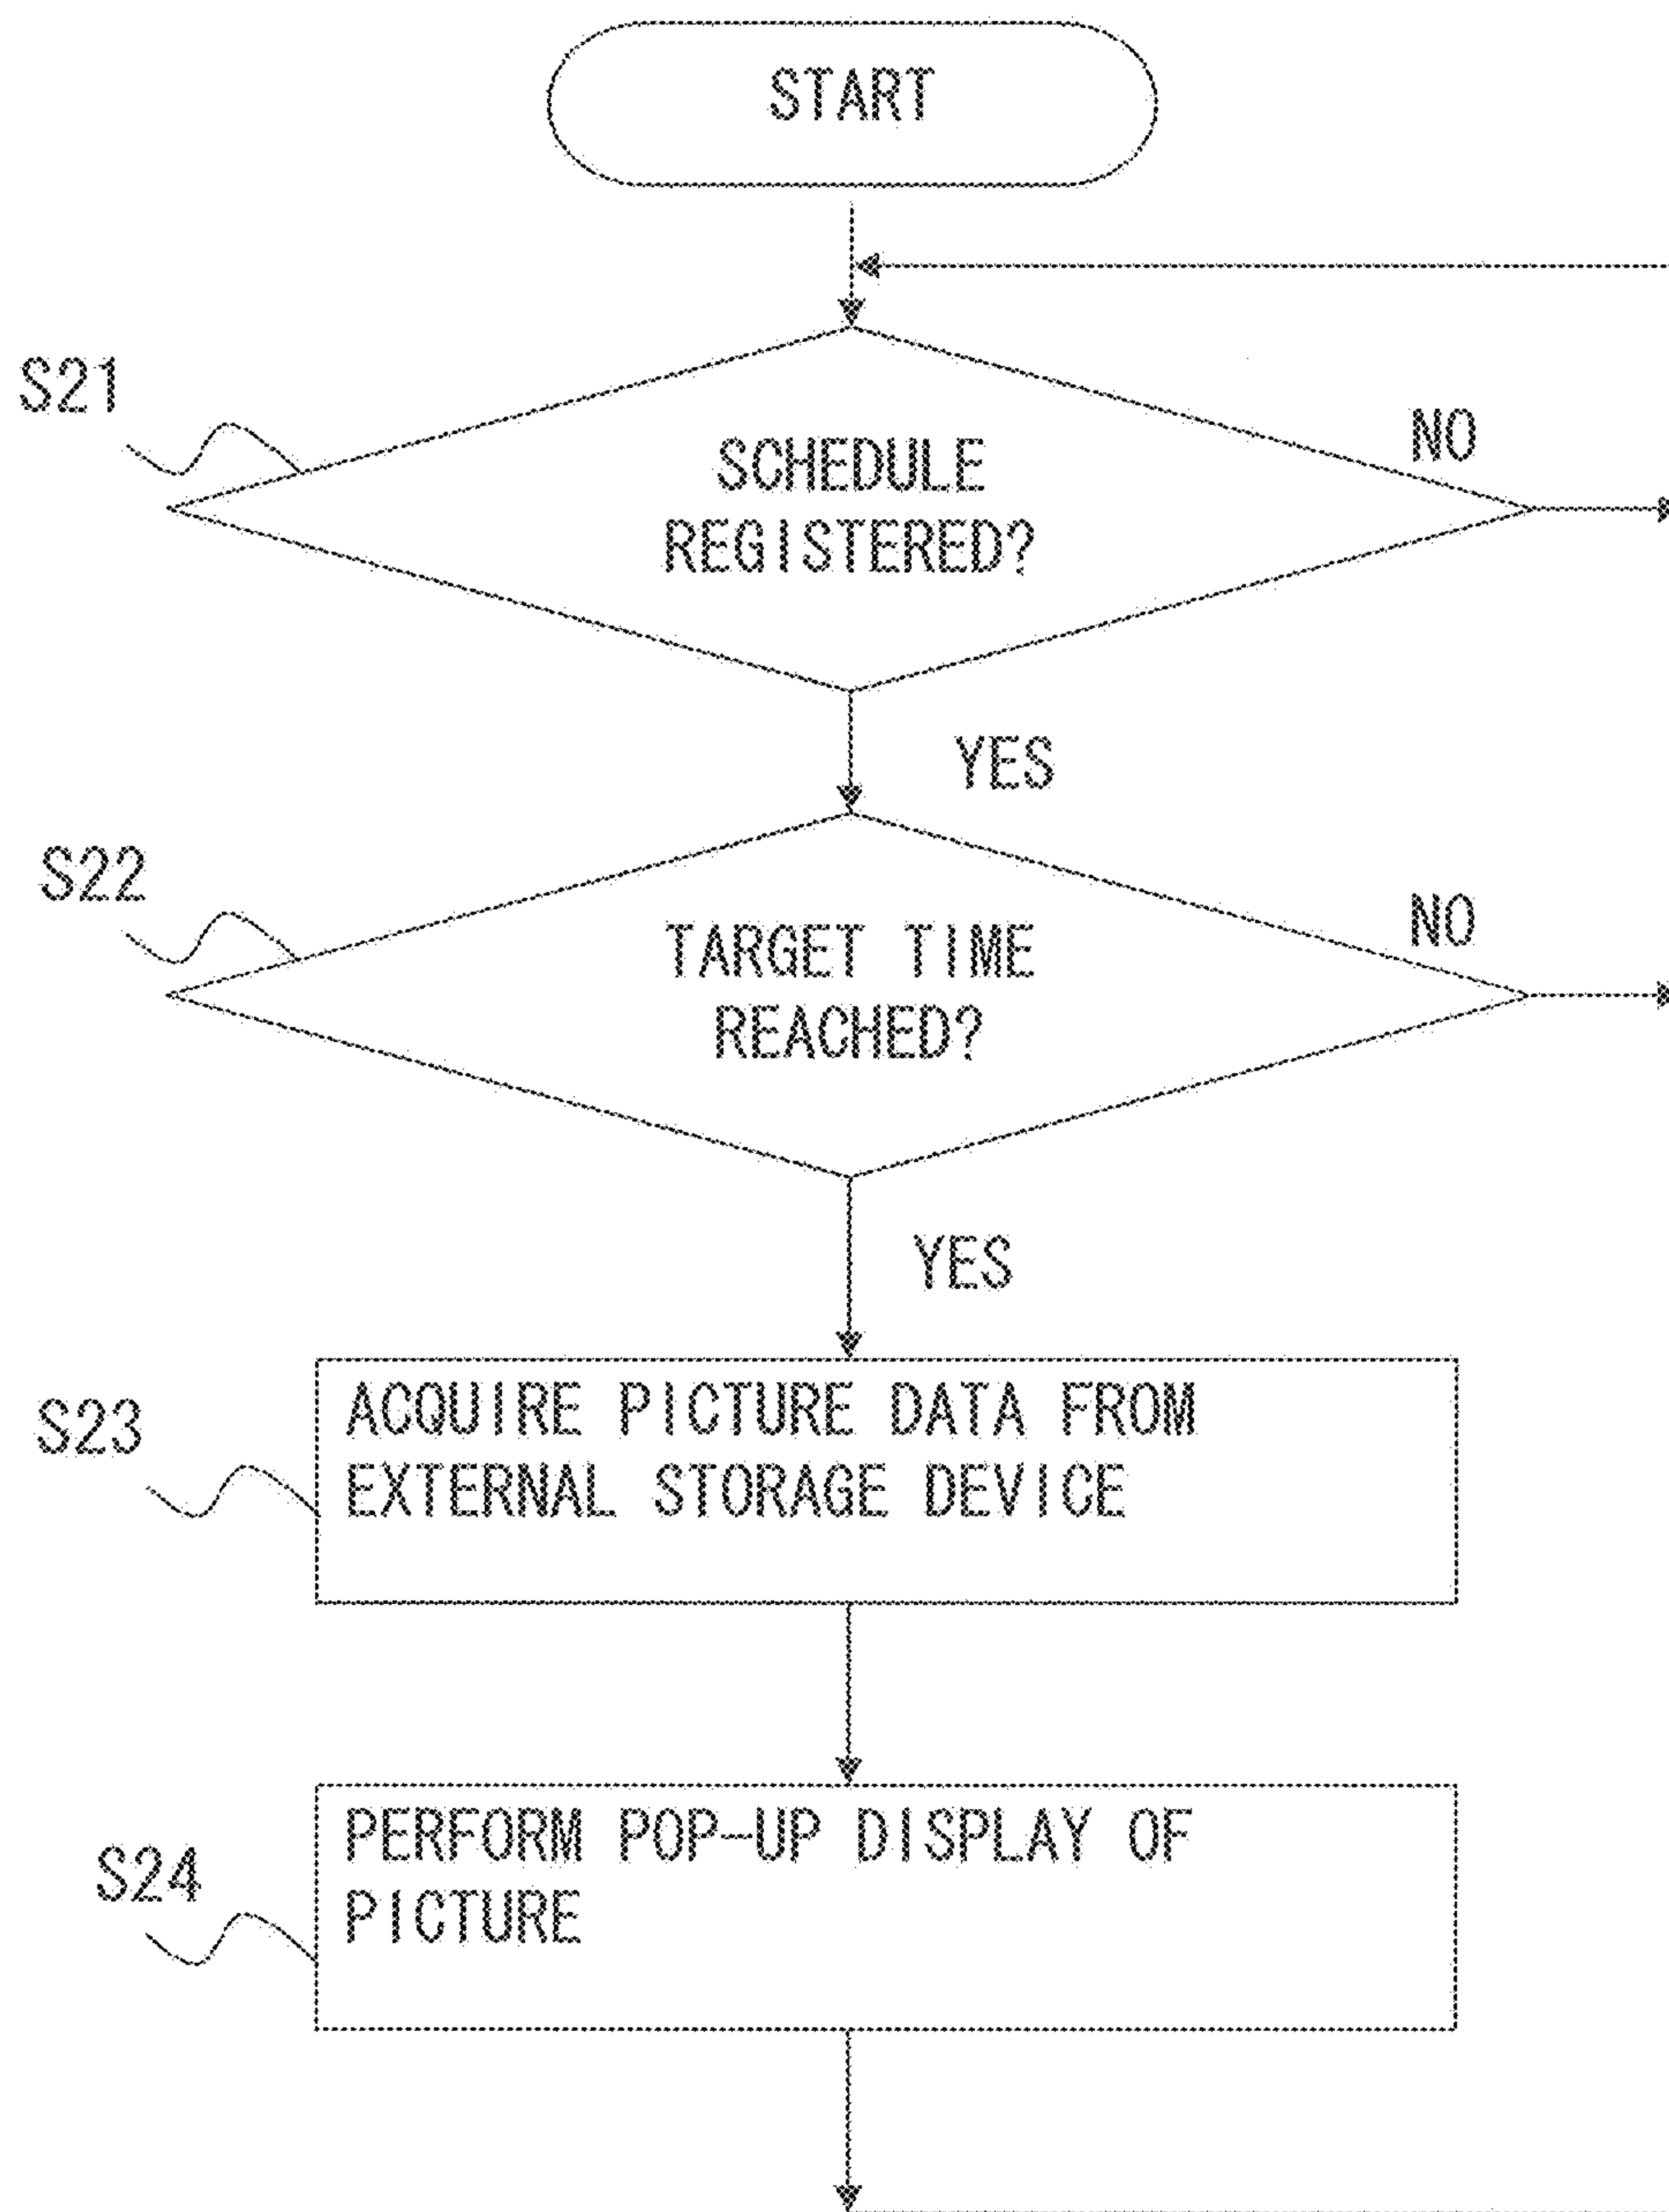 START
S21
SCHEDULE
REGISTERED?
NO
YES
S22
TARGET TIME
REACHED?
NO
YES
S23
ACQUIRE PICTURE DATA FROM
EXTERNAL STORAGE DEVICE
S24
PERFORM POP-UP DISPLAY OF
PICTURE